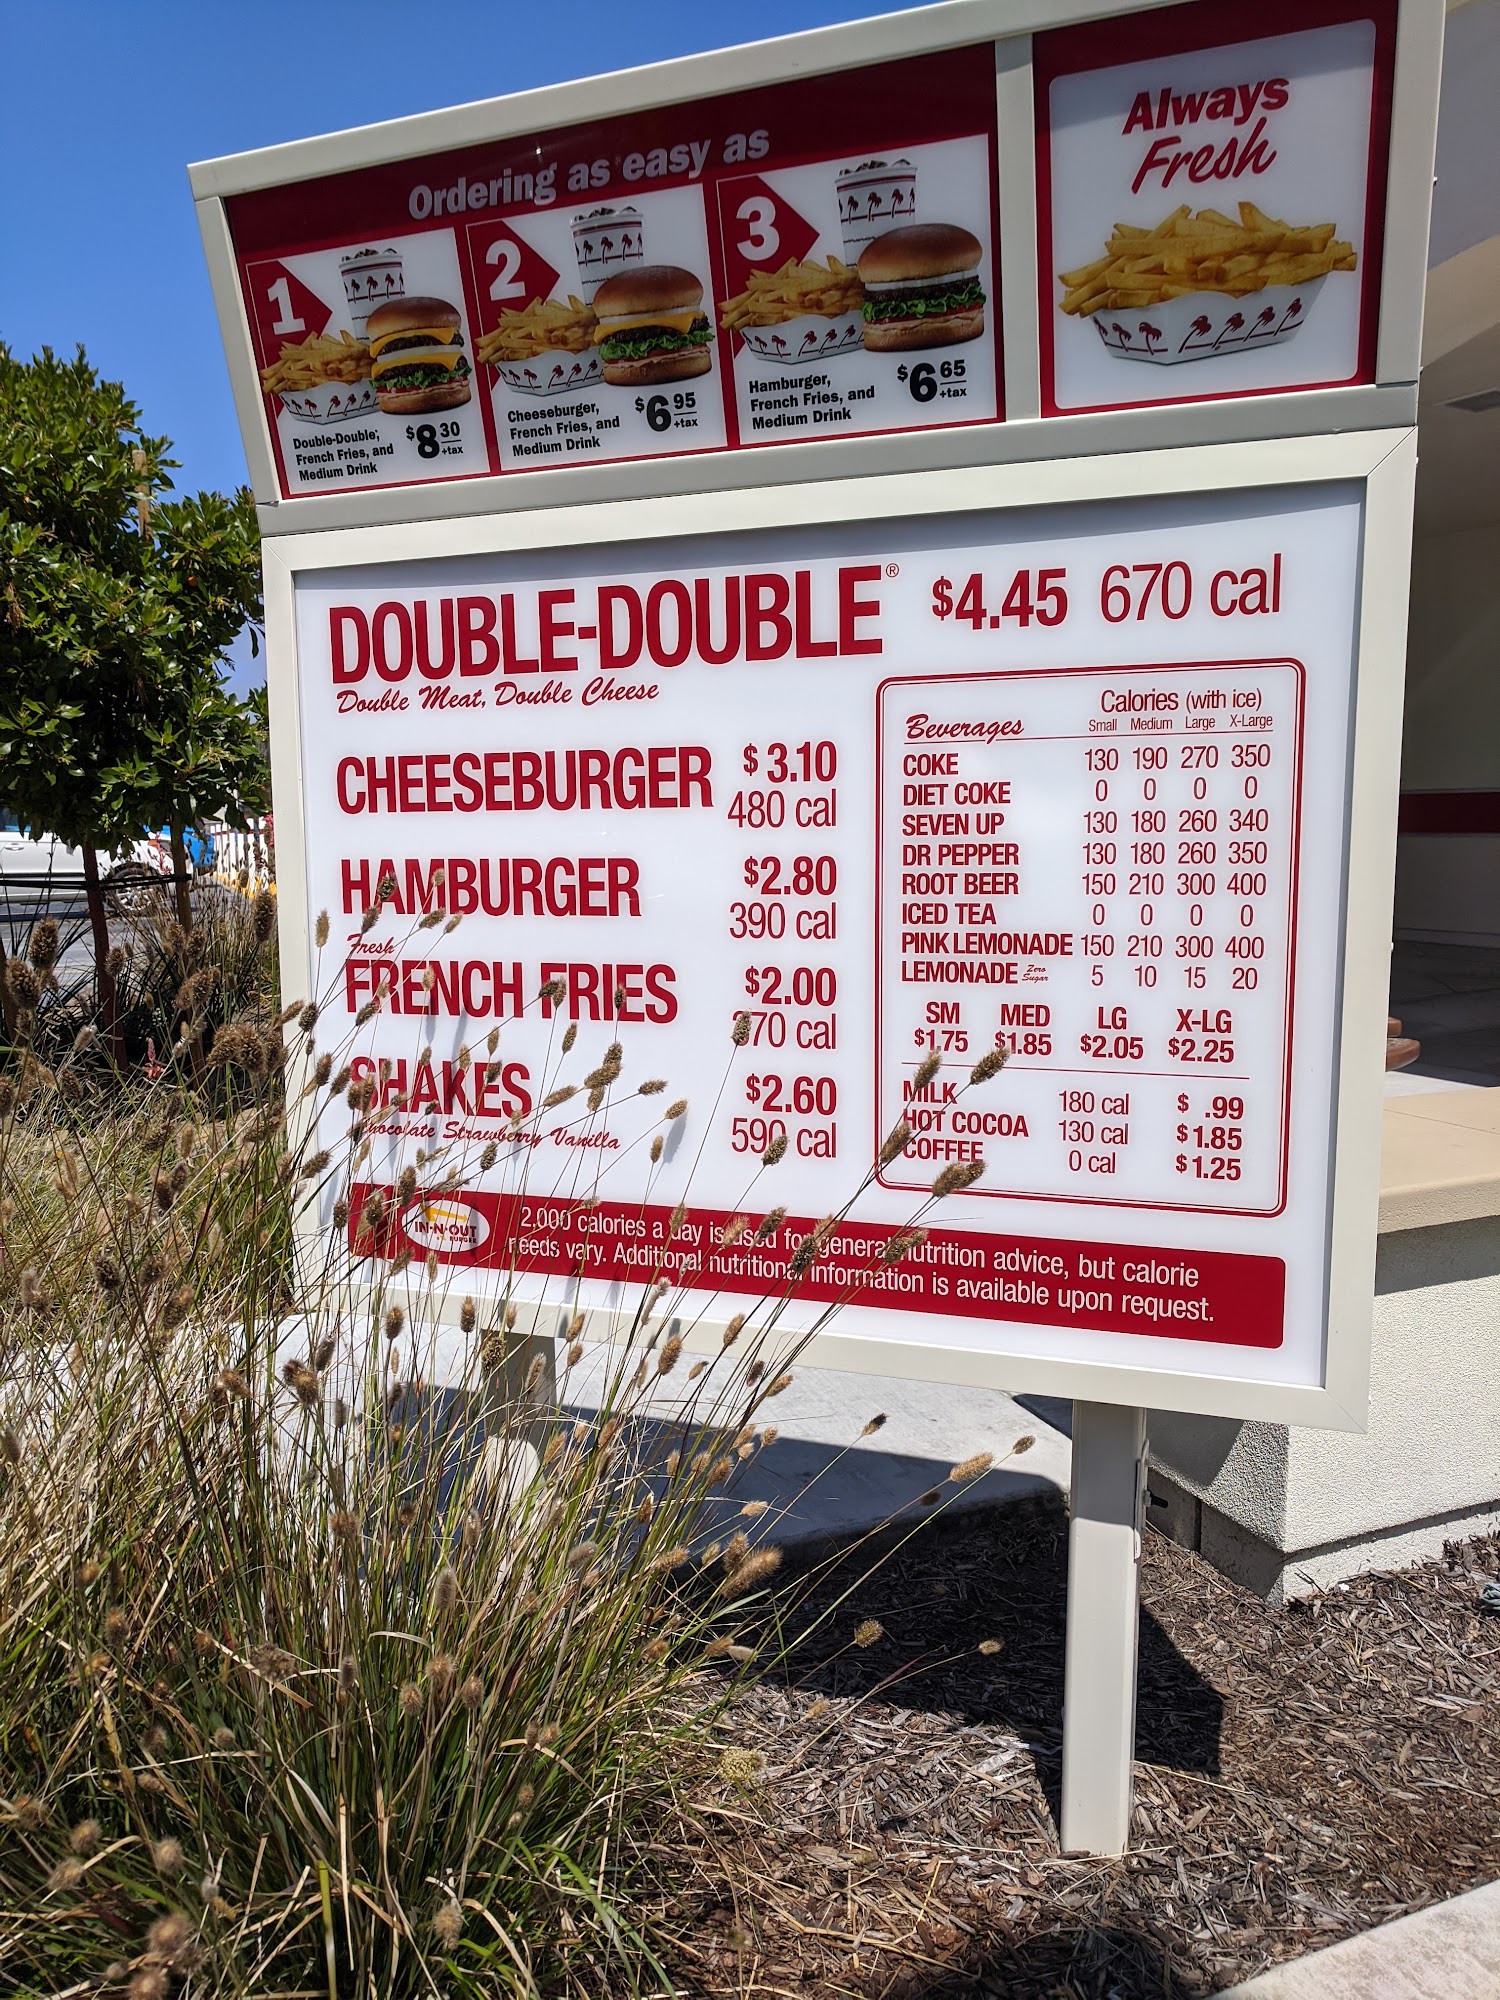 Ordering as easy as
1
Double-Double®,
French Fries, and
Medium Drink
$8 30
+tax
2
Cheeseburger,
French Fries, and
Medium Drink
$6 95
+tax
3
Hamburger,
French Fries, and
Medium Drink
$6 65
+tax
Always
Fresh
DOUBLE-DOUBLE® $4.45 670 cal
Double Meat, Double Cheese
CHEESEBURGER $3.10
480 cal
HAMBURGER $2.80
390 cal
Fresh
FRENCH FRIES $2.00
370 cal
SHAKES $2.60
Chocolate Strawberry Vanilla 590 cal
Calories (with ice)
Beverages Small Medium Large X-Large
COKE 130 190 270 350
DIET COKE 0 0 0 0
SEVEN UP 130 180 260 340
DR PEPPER 130 180 260 350
ROOT BEER 150 210 300 400
ICED TEA 0 0 0 0
PINK LEMONADE 150 210 300 400
LEMONADE Zero Sugar 5 10 15 20
SM MED LG X-LG
$1.75 $1.85 $2.05 $2.25
MILK 180 cal $ .99
HOT COCOA 130 cal $1.85
COFFEE 0 cal $1.25
IN-N-OUT
BURGER
2,000 calories a day is used for general nutrition advice, but calorie
needs vary. Additional nutritional information is available upon request.